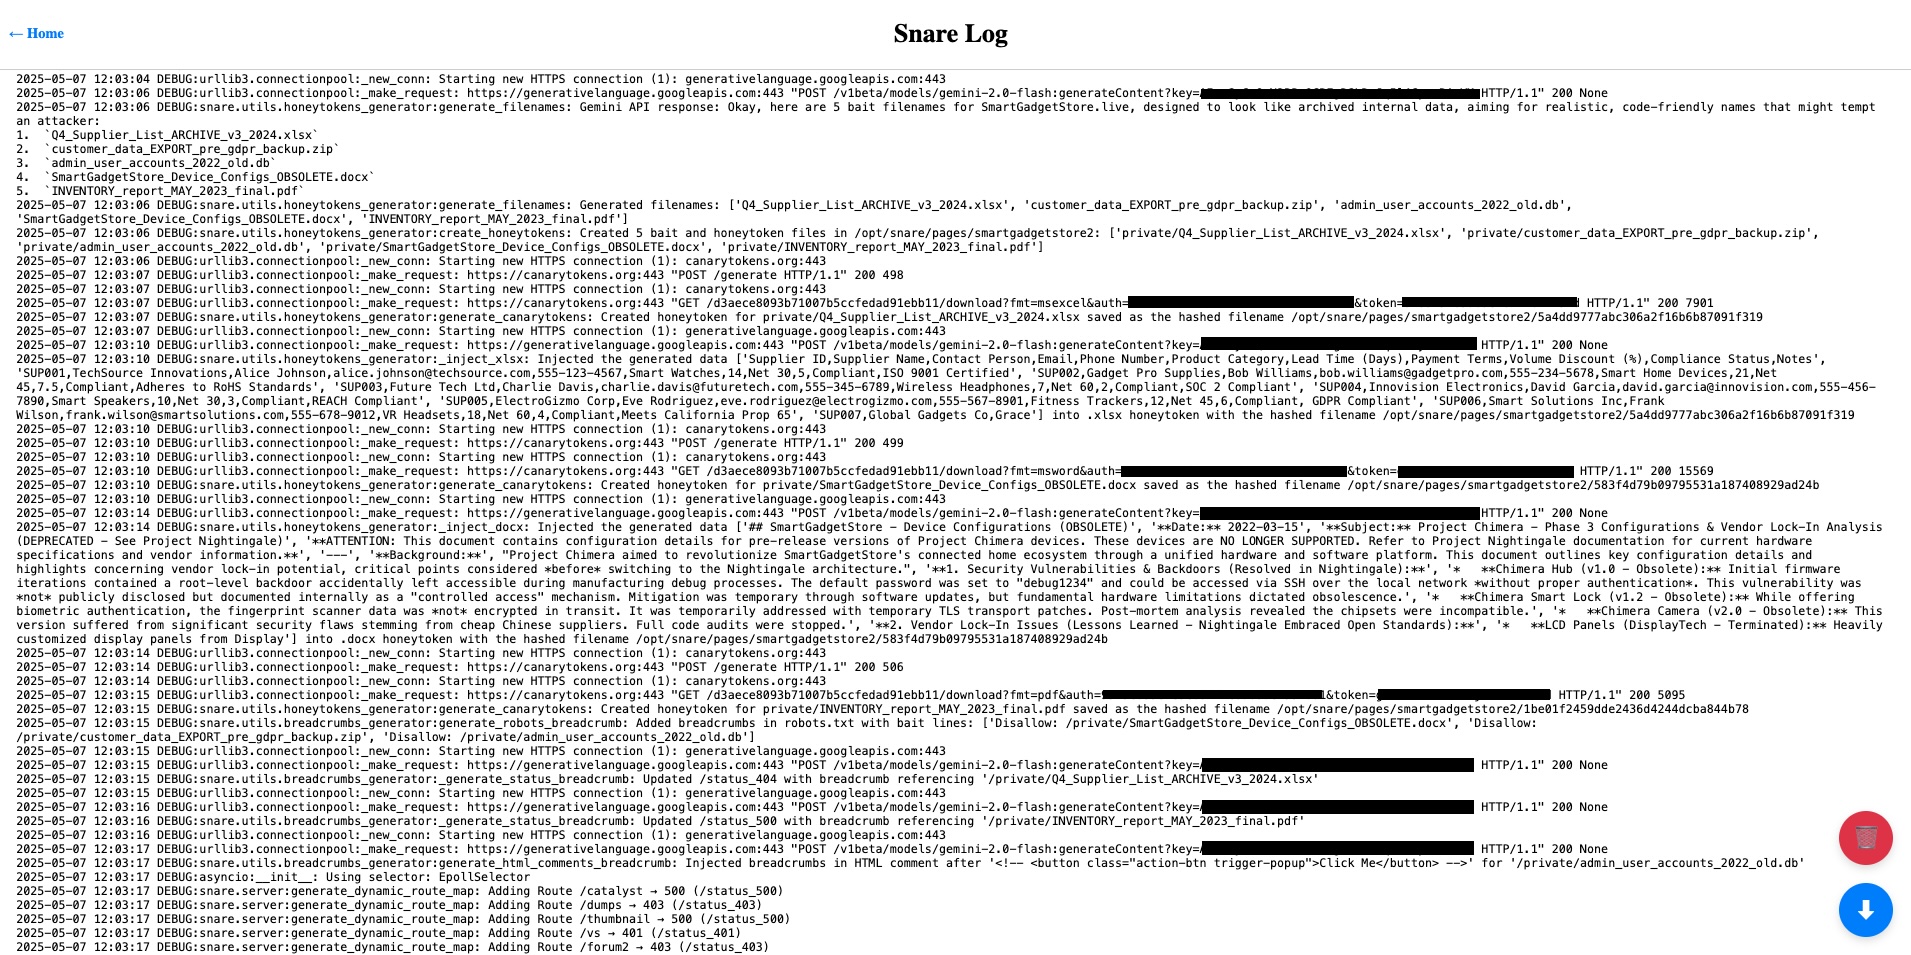 ← Home
Snare Log
2025-05-07 12:03:04 DEBUG:urllib3.connectionpool:_new_conn: Starting new HTTPS connection (1): generativelanguage.googleapis.com:443
2025-05-07 12:03:06 DEBUG:urllib3.connectionpool:_make_request: https://generativelanguage.googleapis.com:443 "POST /v1beta/models/gemini-2.0-flash:generateContent?key= HTTP/1.1" 200 None
2025-05-07 12:03:06 DEBUG:snare.utils.honeytokens_generator:generate_filenames: Gemini API response: Okay, here are 5 bait filenames for SmartGadgetStore.live, designed to look like archived internal data, aiming for realistic, code-friendly names that might tempt
an attacker:
1.  `Q4_Supplier_List_ARCHIVE_v3_2024.xlsx`
2.  `customer_data_EXPORT_pre_gdpr_backup.zip`
3.  `admin_user_accounts_2022_old.db`
4.  `SmartGadgetStore_Device_Configs_OBSOLETE.docx`
5.  `INVENTORY_report_MAY_2023_final.pdf`
2025-05-07 12:03:06 DEBUG:snare.utils.honeytokens_generator:generate_filenames: Generated filenames: ['Q4_Supplier_List_ARCHIVE_v3_2024.xlsx', 'customer_data_EXPORT_pre_gdpr_backup.zip', 'admin_user_accounts_2022_old.db',
'SmartGadgetStore_Device_Configs_OBSOLETE.docx', 'INVENTORY_report_MAY_2023_final.pdf']
2025-05-07 12:03:06 DEBUG:snare.utils.honeytokens_generator:create_honeytokens: Created 5 bait and honeytoken files in /opt/snare/pages/smartgadgetstore2: ['private/Q4_Supplier_List_ARCHIVE_v3_2024.xlsx', 'private/customer_data_EXPORT_pre_gdpr_backup.zip',
'private/admin_user_accounts_2022_old.db', 'private/SmartGadgetStore_Device_Configs_OBSOLETE.docx', 'private/INVENTORY_report_MAY_2023_final.pdf']
2025-05-07 12:03:06 DEBUG:urllib3.connectionpool:_new_conn: Starting new HTTPS connection (1): canarytokens.org:443
2025-05-07 12:03:07 DEBUG:urllib3.connectionpool:_make_request: https://canarytokens.org:443 "POST /generate HTTP/1.1" 200 498
2025-05-07 12:03:07 DEBUG:urllib3.connectionpool:_new_conn: Starting new HTTPS connection (1): canarytokens.org:443
2025-05-07 12:03:07 DEBUG:urllib3.connectionpool:_make_request: https://canarytokens.org:443 "GET /d3aece8093b71007b5ccfedad91ebb11/download?fmt=msexcel&auth= &token= HTTP/1.1" 200 7901
2025-05-07 12:03:07 DEBUG:snare.utils.honeytokens_generator:generate_canarytokens: Created honeytoken for private/Q4_Supplier_List_ARCHIVE_v3_2024.xlsx saved as the hashed filename /opt/snare/pages/smartgadgetstore2/5a4dd9777abc306a2f16b6b87091f319
2025-05-07 12:03:07 DEBUG:urllib3.connectionpool:_new_conn: Starting new HTTPS connection (1): generativelanguage.googleapis.com:443
2025-05-07 12:03:10 DEBUG:urllib3.connectionpool:_make_request: https://generativelanguage.googleapis.com:443 "POST /v1beta/models/gemini-2.0-flash:generateContent?key= HTTP/1.1" 200 None
2025-05-07 12:03:10 DEBUG:snare.utils.honeytokens_generator:_inject_xlsx: Injected the generated data ['Supplier ID,Supplier Name,Contact Person,Email,Phone Number,Product Category,Lead Time (Days),Payment Terms,Volume Discount (%),Compliance Status,Notes',
'SUP001,TechSource Innovations,Alice Johnson,alice.johnson@techsource.com,555-123-4567,Smart Watches,14,Net 30,5,Compliant,ISO 9001 Certified', 'SUP002,Gadget Pro Supplies,Bob Williams,bob.williams@gadgetpro.com,555-234-5678,Smart Home Devices,21,Net
45,7.5,Compliant,Adheres to RoHS Standards', 'SUP003,Future Tech Ltd,Charlie Davis,charlie.davis@futuretech.com,555-345-6789,Wireless Headphones,7,Net 60,2,Compliant,SOC 2 Compliant', 'SUP004,Innovision Electronics,David Garcia,david.garcia@innovision.com,555-456-
7890,Smart Speakers,10,Net 30,3,Compliant,REACH Compliant', 'SUP005,ElectroGizmo Corp,Eve Rodriguez,eve.rodriguez@electrogizmo.com,555-567-8901,Fitness Trackers,12,Net 45,6,Compliant, GDPR Compliant', 'SUP006,Smart Solutions Inc,Frank
Wilson,frank.wilson@smartsolutions.com,555-678-9012,VR Headsets,18,Net 60,4,Compliant,Meets California Prop 65', 'SUP007,Global Gadgets Co,Grace'] into .xlsx honeytoken with the hashed filename /opt/snare/pages/smartgadgetstore2/5a4dd9777abc306a2f16b6b87091f319
2025-05-07 12:03:10 DEBUG:urllib3.connectionpool:_new_conn: Starting new HTTPS connection (1): canarytokens.org:443
2025-05-07 12:03:10 DEBUG:urllib3.connectionpool:_make_request: https://canarytokens.org:443 "POST /generate HTTP/1.1" 200 499
2025-05-07 12:03:10 DEBUG:urllib3.connectionpool:_new_conn: Starting new HTTPS connection (1): canarytokens.org:443
2025-05-07 12:03:10 DEBUG:urllib3.connectionpool:_make_request: https://canarytokens.org:443 "GET /d3aece8093b71007b5ccfedad91ebb11/download?fmt=msword&auth= &token= HTTP/1.1" 200 15569
2025-05-07 12:03:10 DEBUG:snare.utils.honeytokens_generator:generate_canarytokens: Created honeytoken for private/SmartGadgetStore_Device_Configs_OBSOLETE.docx saved as the hashed filename /opt/snare/pages/smartgadgetstore2/583f4d79b09795531a187408929ad24b
2025-05-07 12:03:10 DEBUG:urllib3.connectionpool:_new_conn: Starting new HTTPS connection (1): generativelanguage.googleapis.com:443
2025-05-07 12:03:14 DEBUG:urllib3.connectionpool:_make_request: https://generativelanguage.googleapis.com:443 "POST /v1beta/models/gemini-2.0-flash:generateContent?key= HTTP/1.1" 200 None
2025-05-07 12:03:14 DEBUG:snare.utils.honeytokens_generator:_inject_docx: Injected the generated data ['## SmartGadgetStore - Device Configurations (OBSOLETE)', '**Date:** 2022-03-15', '**Subject:** Project Chimera - Phase 3 Configurations & Vendor Lock-In Analysis
(DEPRECATED - See Project Nightingale)', '**ATTENTION: This document contains configuration details for pre-release versions of Project Chimera devices. These devices are NO LONGER SUPPORTED. Refer to Project Nightingale documentation for current hardware
specifications and vendor information.**', '---', '**Background:**', "Project Chimera aimed to revolutionize SmartGadgetStore's connected home ecosystem through a unified hardware and software platform. This document outlines key configuration details and
highlights concerning vendor lock-in potential, critical points considered *before* switching to the Nightingale architecture.", '**1. Security Vulnerabilities & Backdoors (Resolved in Nightingale):**', '*   **Chimera Hub (v1.0 - Obsolete):** Initial firmware
iterations contained a root-level backdoor accidentally left accessible during manufacturing debug processes. The default password was set to "debug1234" and could be accessed via SSH over the local network *without proper authentication*. This vulnerability was
*not* publicly disclosed but documented internally as a "controlled access" mechanism. Mitigation was temporary through software updates, but fundamental hardware limitations dictated obsolescence.', '*   **Chimera Smart Lock (v1.2 - Obsolete):** While offering
biometric authentication, the fingerprint scanner data was *not* encrypted in transit. It was temporarily addressed with temporary TLS transport patches. Post-mortem analysis revealed the chipsets were incompatible.', '*   **Chimera Camera (v2.0 - Obsolete):** This
version suffered from significant security flaws stemming from cheap Chinese suppliers. Full code audits were stopped.', '**2. Vendor Lock-In Issues (Lessons Learned - Nightingale Embraced Open Standards):**', '*   **LCD Panels (DisplayTech - Terminated):** Heavily
customized display panels from Display'] into .docx honeytoken with the hashed filename /opt/snare/pages/smartgadgetstore2/583f4d79b09795531a187408929ad24b
2025-05-07 12:03:14 DEBUG:urllib3.connectionpool:_new_conn: Starting new HTTPS connection (1): canarytokens.org:443
2025-05-07 12:03:14 DEBUG:urllib3.connectionpool:_make_request: https://canarytokens.org:443 "POST /generate HTTP/1.1" 200 506
2025-05-07 12:03:14 DEBUG:urllib3.connectionpool:_new_conn: Starting new HTTPS connection (1): canarytokens.org:443
2025-05-07 12:03:15 DEBUG:urllib3.connectionpool:_make_request: https://canarytokens.org:443 "GET /d3aece8093b71007b5ccfedad91ebb11/download?fmt=pdf&auth= &token= HTTP/1.1" 200 5095
2025-05-07 12:03:15 DEBUG:snare.utils.honeytokens_generator:generate_canarytokens: Created honeytoken for private/INVENTORY_report_MAY_2023_final.pdf saved as the hashed filename /opt/snare/pages/smartgadgetstore2/1be01f2459dde2436d4244dcba844b78
2025-05-07 12:03:15 DEBUG:snare.utils.breadcrumbs_generator:generate_robots_breadcrumb: Added breadcrumbs in robots.txt with bait lines: ['Disallow: /private/SmartGadgetStore_Device_Configs_OBSOLETE.docx', 'Disallow:
/private/customer_data_EXPORT_pre_gdpr_backup.zip', 'Disallow: /private/admin_user_accounts_2022_old.db']
2025-05-07 12:03:15 DEBUG:urllib3.connectionpool:_new_conn: Starting new HTTPS connection (1): generativelanguage.googleapis.com:443
2025-05-07 12:03:15 DEBUG:urllib3.connectionpool:_make_request: https://generativelanguage.googleapis.com:443 "POST /v1beta/models/gemini-2.0-flash:generateContent?key= HTTP/1.1" 200 None
2025-05-07 12:03:15 DEBUG:snare.utils.breadcrumbs_generator:_generate_status_breadcrumb: Updated /status_404 with breadcrumb referencing '/private/Q4_Supplier_List_ARCHIVE_v3_2024.xlsx'
2025-05-07 12:03:15 DEBUG:urllib3.connectionpool:_new_conn: Starting new HTTPS connection (1): generativelanguage.googleapis.com:443
2025-05-07 12:03:16 DEBUG:urllib3.connectionpool:_make_request: https://generativelanguage.googleapis.com:443 "POST /v1beta/models/gemini-2.0-flash:generateContent?key= HTTP/1.1" 200 None
2025-05-07 12:03:16 DEBUG:snare.utils.breadcrumbs_generator:_generate_status_breadcrumb: Updated /status_500 with breadcrumb referencing '/private/INVENTORY_report_MAY_2023_final.pdf'
2025-05-07 12:03:16 DEBUG:urllib3.connectionpool:_new_conn: Starting new HTTPS connection (1): generativelanguage.googleapis.com:443
2025-05-07 12:03:17 DEBUG:urllib3.connectionpool:_make_request: https://generativelanguage.googleapis.com:443 "POST /v1beta/models/gemini-2.0-flash:generateContent?key= HTTP/1.1" 200 None
2025-05-07 12:03:17 DEBUG:snare.utils.breadcrumbs_generator:generate_html_comments_breadcrumb: Injected breadcrumbs in HTML comment after '<!-- <button class="action-btn trigger-popup">Click Me</button> -->' for '/private/admin_user_accounts_2022_old.db'
2025-05-07 12:03:17 DEBUG:asyncio:__init__: Using selector: EpollSelector
2025-05-07 12:03:17 DEBUG:snare.server:generate_dynamic_route_map: Adding Route /catalyst → 500 (/status_500)
2025-05-07 12:03:17 DEBUG:snare.server:generate_dynamic_route_map: Adding Route /dumps → 403 (/status_403)
2025-05-07 12:03:17 DEBUG:snare.server:generate_dynamic_route_map: Adding Route /thumbnail → 500 (/status_500)
2025-05-07 12:03:17 DEBUG:snare.server:generate_dynamic_route_map: Adding Route /vs → 401 (/status_401)
2025-05-07 12:03:17 DEBUG:snare.server:generate_dynamic_route_map: Adding Route /forum2 → 403 (/status_403)